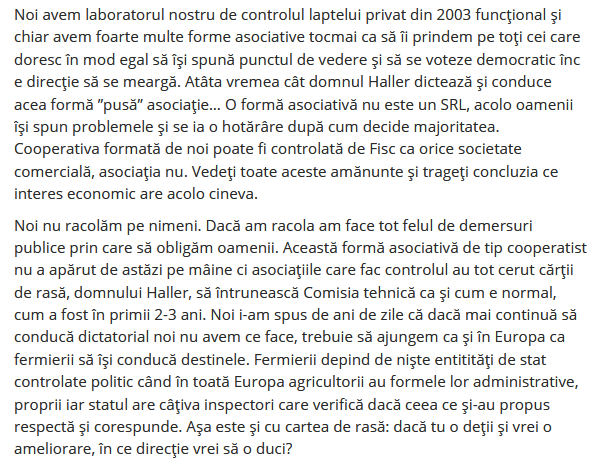 Noi avem laboratorul nostru de controlul laptelui privat din 2003 funcţional şi
chiar avem foarte multe forme asociative tocmai ca să îi prindem pe toţi cei care
doresc în mod egal să îşi spună punctul de vedere şi să se voteze democratic înc
e direcţie să se meargă. Atâta vremea cât domnul Haller dictează şi conduce
acea formă ”pusă” asociaţie... O formă asociativă nu este un SRL, acolo oamenii
îşi spun problemele şi se ia o hotărâre după cum decide majoritatea.
Cooperativa formată de noi poate fi controlată de Fisc ca orice societate
comercială, asociaţia nu. Vedeţi toate aceste amănunte şi trageţi concluzia ce
interes economic are acolo cineva.
Noi nu racolăm pe nimeni. Dacă am racola am face tot felul de demersuri
publice prin care să obligăm oamenii. Această formă asociativă de tip cooperatist
nu a apărut de astăzi pe mâine ci asociaţiile care fac controlul au tot cerut cărţii
de rasă, domnului Haller, să întrunească Comisia tehnică ca şi cum e normal,
cum a fost în primii 2-3 ani. Noi i-am spus de ani de zile că dacă mai continuă să
conducă dictatorial noi nu avem ce face, trebuie să ajungem ca şi în Europa ca
fermierii să îşi conducă destinele. Fermierii depind de nişte entitităţi de stat
controlate politic când în toată Europa agricultorii au formele lor administrative,
proprii iar statul are câţiva inspectori care verifică dacă ceea ce şi-au propus
respectă şi corespunde. Aşa este şi cu cartea de rasă: dacă tu o deţii şi vrei o
ameliorare, în ce direcţie vrei să o duci?